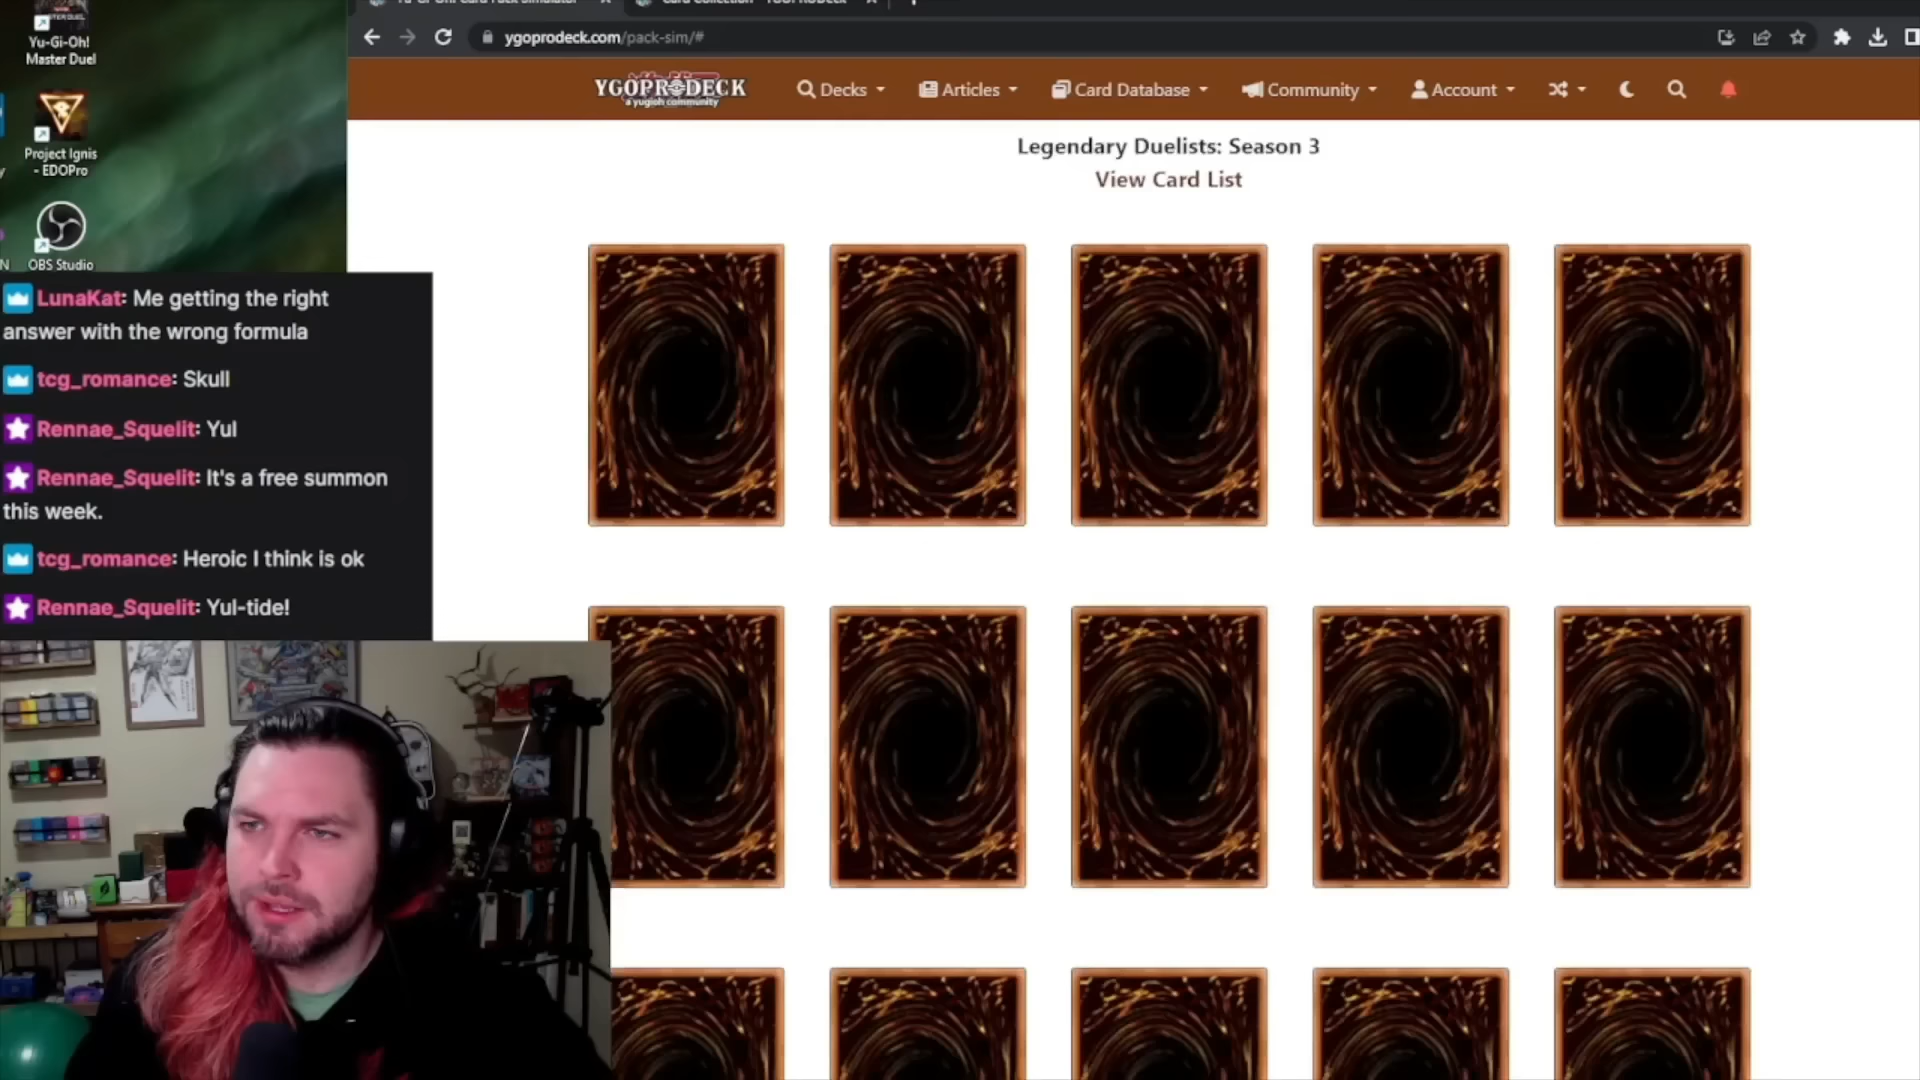 Yu-Gi-Oh!
Master Duel
Project Ignis
- EDOPro
OBS Studio
ygoprodeck.com/pack-sim/#
YGOPRODECK
a yugioh community
Decks
Articles
Card Database
Community
Account
Legendary Duelists: Season 3
View Card List
LunaKat: Me getting the right
answer with the wrong formula
tcg_romance: Skull
Rennae_Squelit: Yul
Rennae_Squelit: It's a free summon
this week.
tcg_romance: Heroic I think is ok
Rennae_Squelit: Yul-tide!